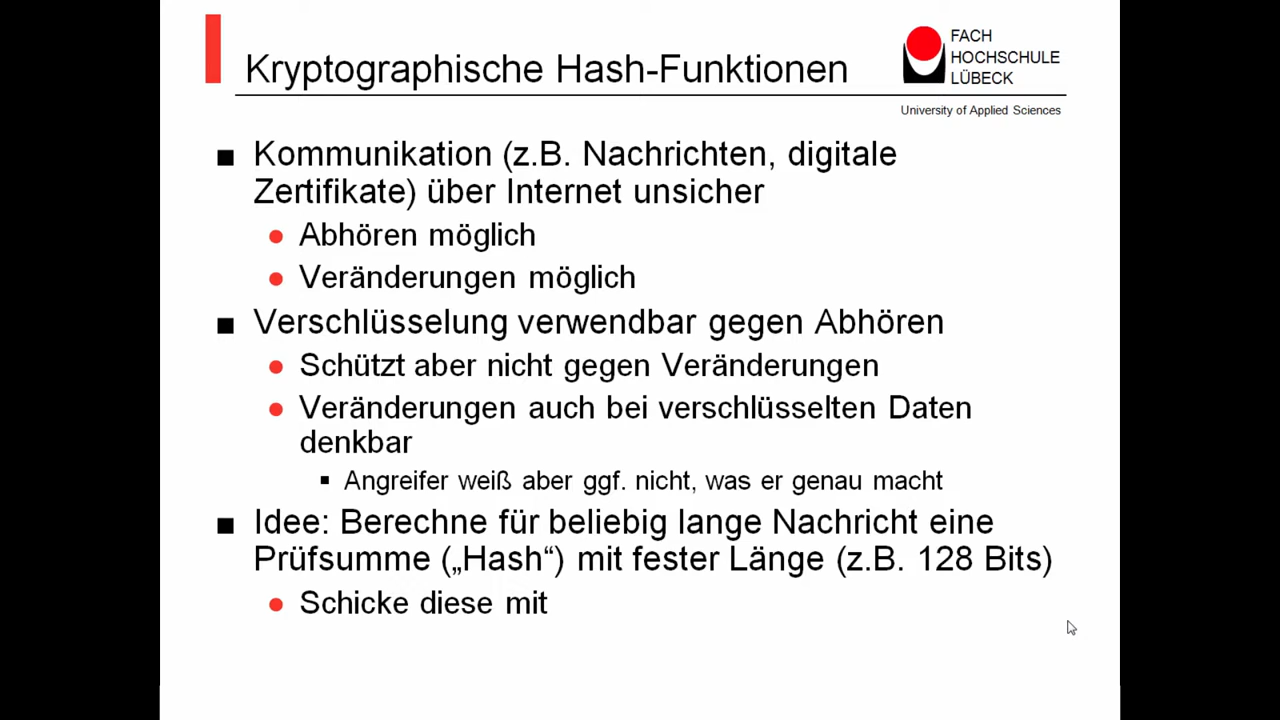 Kryptographische Hash-Funktionen
FACH
HOCHSCHULE
LÜBECK
University of Applied Sciences
Kommunikation (z.B. Nachrichten, digitale
Zertifikate) über Internet unsicher
Abhören möglich
Veränderungen möglich
Verschlüsselung verwendbar gegen Abhören
Schützt aber nicht gegen Veränderungen
Veränderungen auch bei verschlüsselten Daten
denkbar
Angreifer weiß aber ggf. nicht, was er genau macht
Idee: Berechne für beliebig lange Nachricht eine
Prüfsumme („Hash“) mit fester Länge (z.B. 128 Bits)
Schicke diese mit